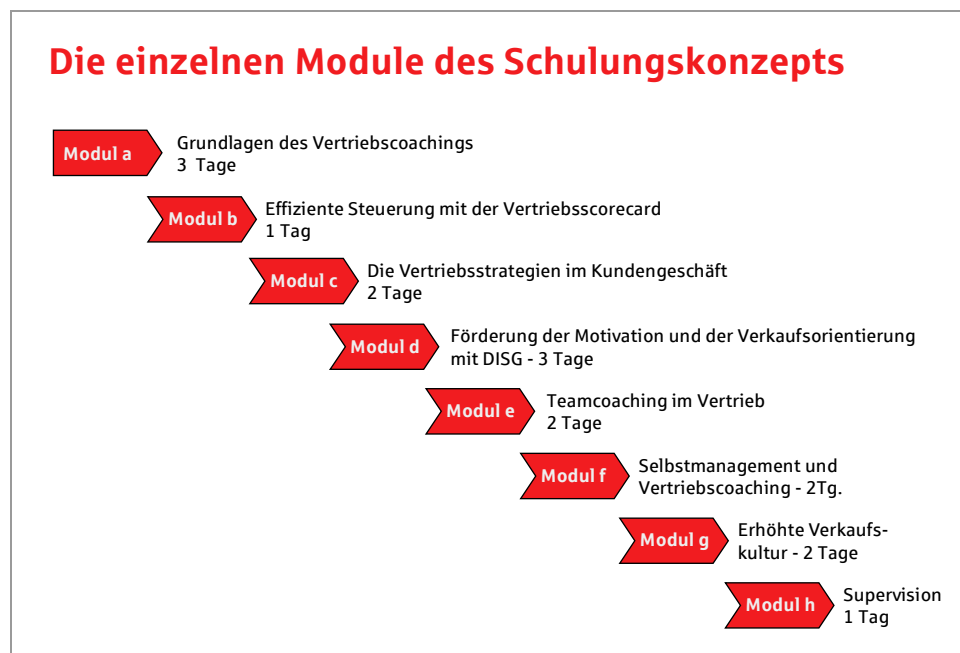 Die einzelnen Module des Schulungskonzepts
Modul a
Grundlagen des Vertriebscoachings
3 Tage
Modul b
Effiziente Steuerung mit der Vertriebsscorecard
1 Tag
Modul c
Die Vertriebsstrategien im Kundengeschäft
2 Tage
Modul d
Förderung der Motivation und der Verkaufsorientierung
mit DISG - 3 Tage
Modul e
Teamcoaching im Vertrieb
2 Tage
Modul f
Selbstmanagement und
Vertriebscoaching - 2Tg.
Modul g
Erhöhte Verkaufs-
kultur - 2 Tage
Modul h
Supervision
1 Tag